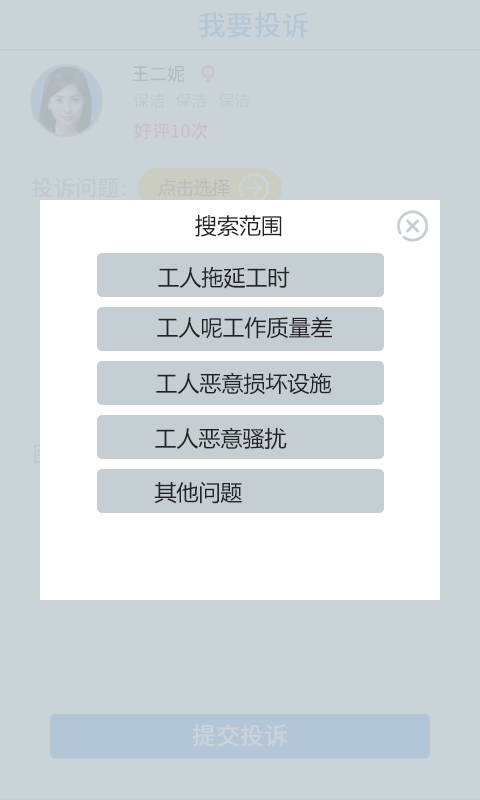 我要投诉
王二妮
保洁 保洁 保洁
好评10次
投诉问题: 点击选择
搜索范围
工人拖延工时
工人呢工作质量差
工人恶意损坏设施
工人恶意骚扰
其他问题
提交投诉